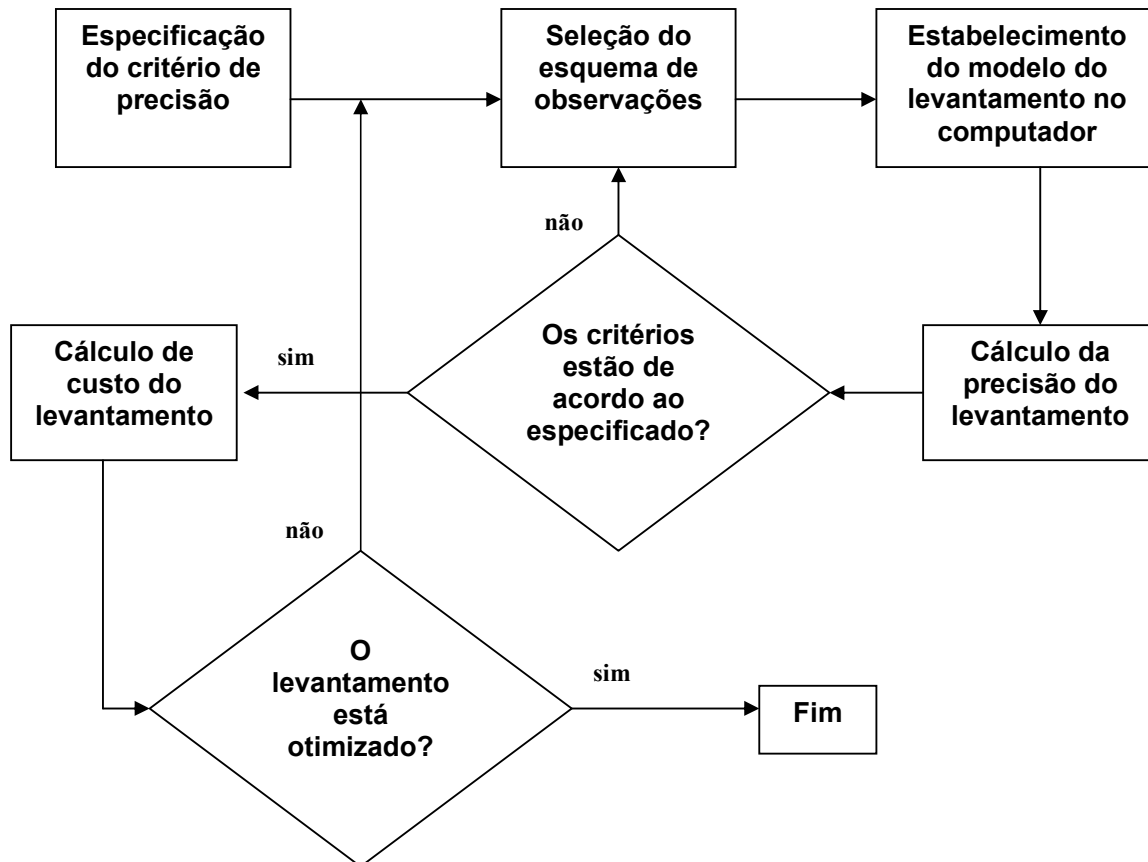 Especificação
do critério de
precisão
Seleção do
esquema de
observações
Estabelecimento
do modelo do
levantamento no
computador
não
Os critérios
estão de
acordo ao
especificado?
Cálculo da
precisão do
levantamento
sim
Cálculo de
custo do
levantamento
não
O
levantamento
está
otimizado?
sim
Fim